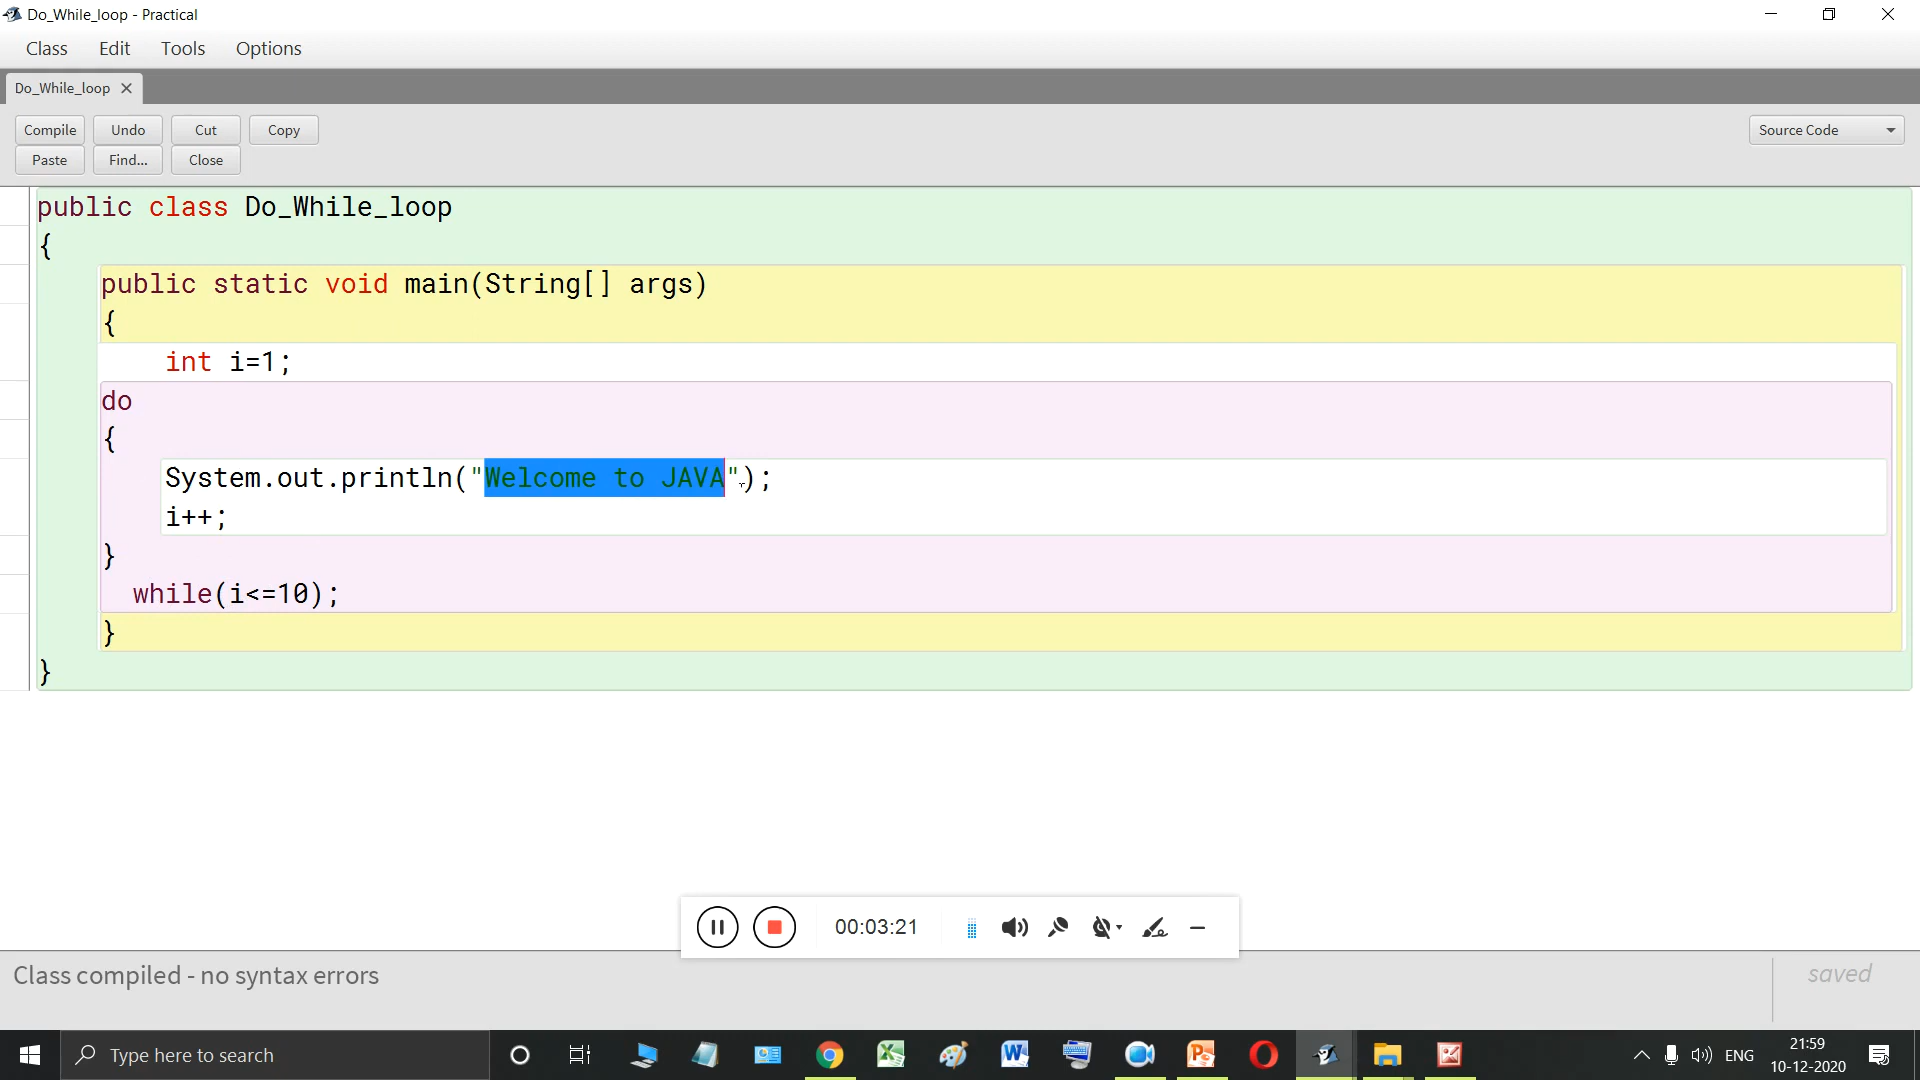 Do_While_loop - Practical
Class Edit Tools Options
Do_While_loop
Compile Undo Cut Copy Source Code
Paste Find... Close
public class Do_While_loop
{
public static void main(String[] args)
{
int i=1;
do
{
System.out.println("Welcome to JAVA");
i++;
}
while(i<=10);
}
}
00:03:21
Class compiled - no syntax errors saved
Type here to search
ENG
21:59
10-12-2020